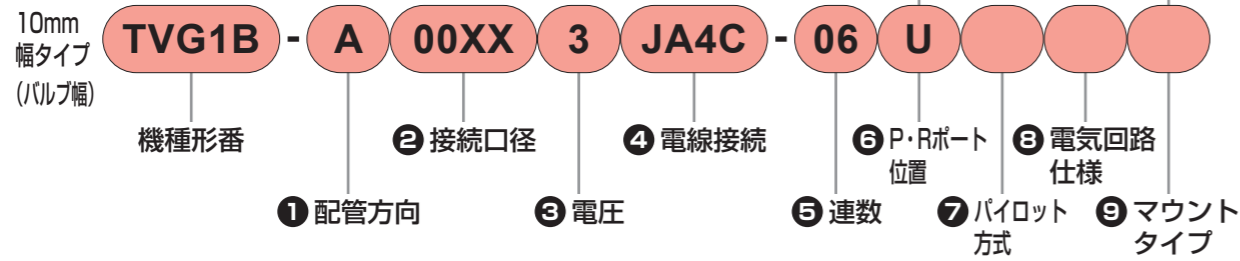 10mm
幅タイプ
(バルブ幅)
TVG1B - A 00XX 3 JA4C - 06 U
機種形番
❷ 接続口径
❹ 電線接続
❻ P・Rポート
位置
❽ 電気回路
仕様
❶ 配管方向
❸ 電圧
❺ 連数
❼ パイロット
方式
❾ マウント
タイプ